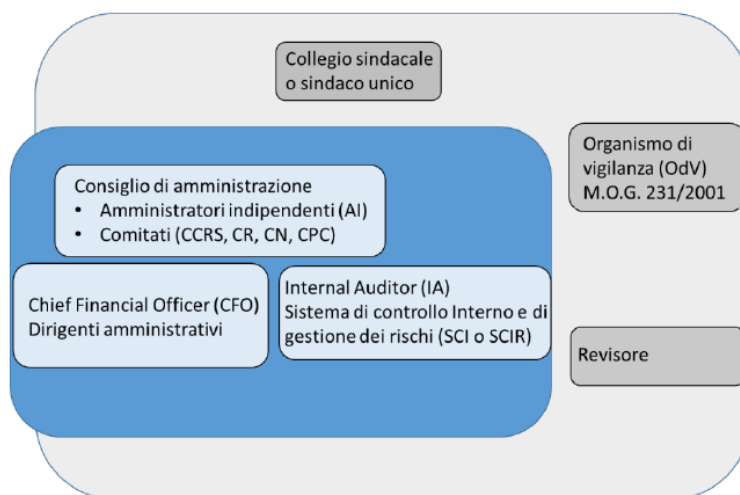 Collegio sindacale
o sindaco unico
Organismo di
vigilanza (OdV)
M.O.G. 231/2001
Consiglio di amministrazione
• Amministratori indipendenti (AI)
• Comitati (CCRS, CR, CN, CPC)
Chief Financial Officer (CFO)
Dirigenti amministrativi
Internal Auditor (IA)
Sistema di controllo Interno e di
gestione dei rischi (SCI o SCIR)
Revisore